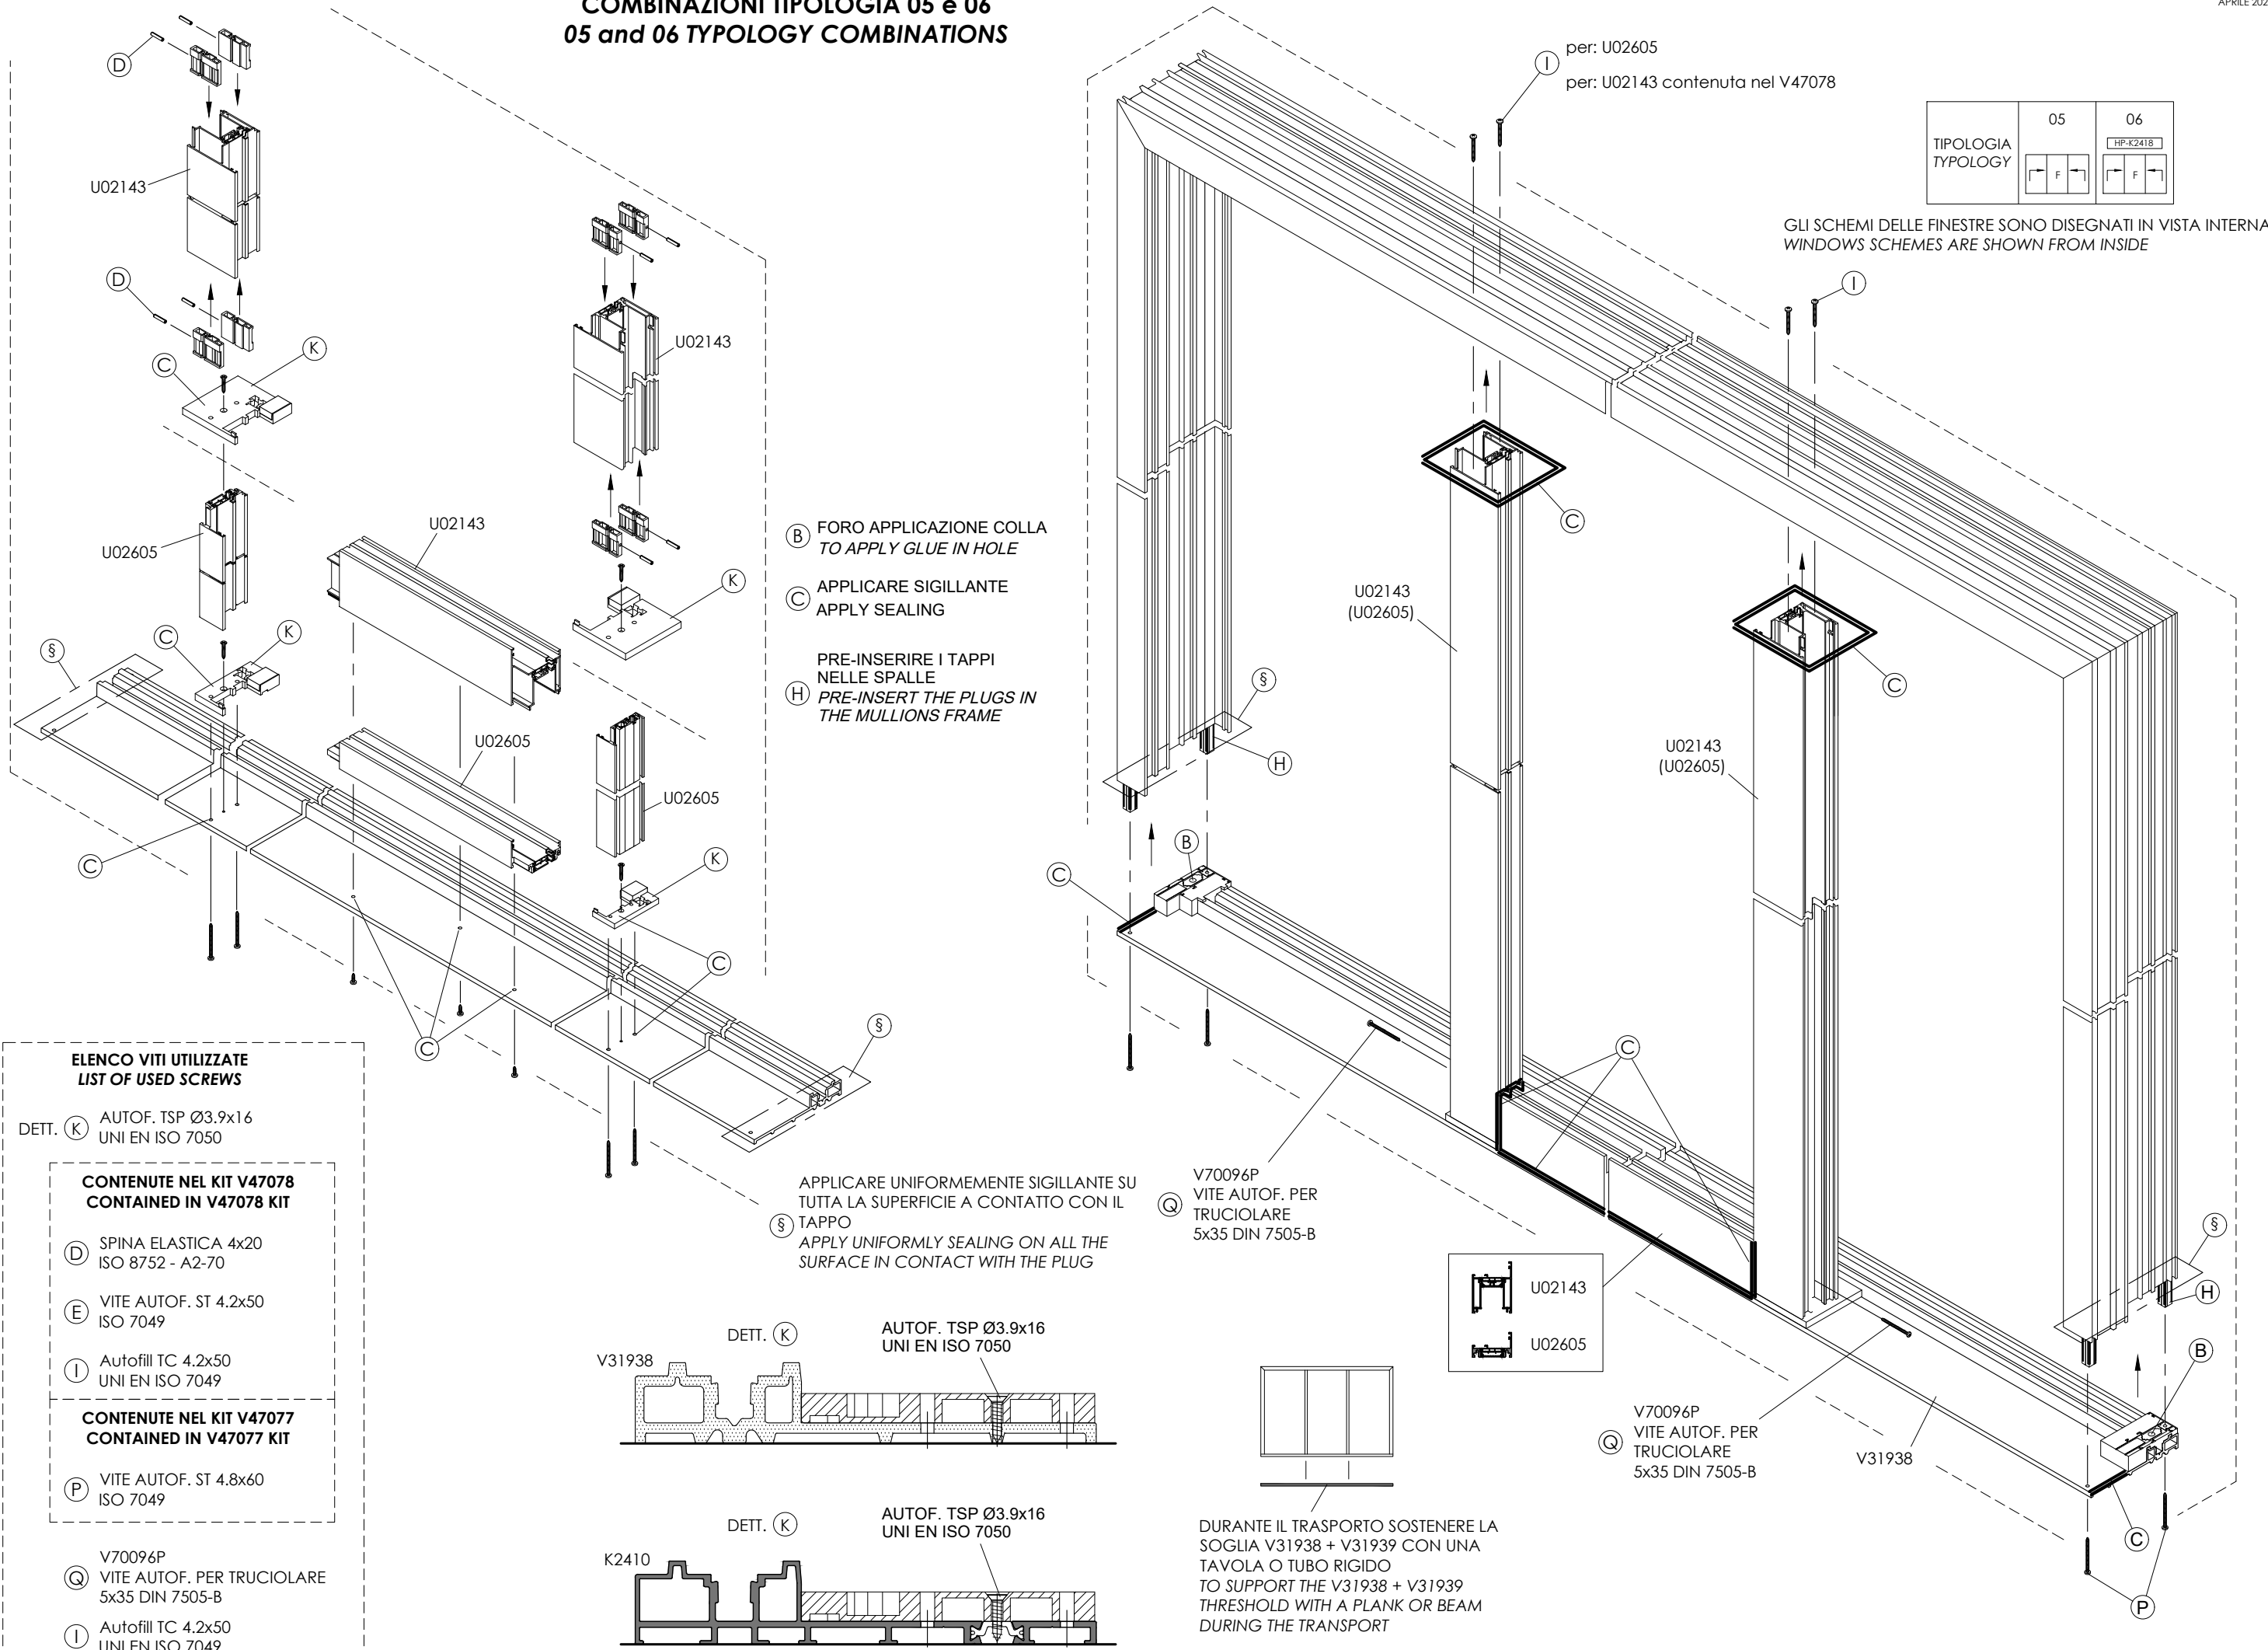 COMBINAZIONI TIPOLOGIA 05 e 06
05 and 06 TYPOLOGY COMBINATIONS
D
U02143
D
C
K
U02605
C
K
§
U02143
K
U02143
U02605
U02605
K
C
C
C
C
§
B FORO APPLICAZIONE COLLA
TO APPLY GLUE IN HOLE
C APPLICARE SIGILLANTE
APPLY SEALING
PRE-INSERIRE I TAPPI
NELLE SPALLE
H PRE-INSERT THE PLUGS IN
THE MULLIONS FRAME
§ APPLICARE UNIFORMEMENTE SIGILLANTE SU
TUTTA LA SUPERFICIE A CONTATTO CON IL
TAPPO
APPLY UNIFORMLY SEALING ON ALL THE
SURFACE IN CONTACT WITH THE PLUG
ELENCO VITI UTILIZZATE
LIST OF USED SCREWS
DETT. K AUTOF. TSP Ø3.9x16
UNI EN ISO 7050
CONTENUTE NEL KIT V47078
CONTAINED IN V47078 KIT
D SPINA ELASTICA 4x20
ISO 8752 - A2-70
E VITE AUTOF. ST 4.2x50
ISO 7049
I Autofill TC 4.2x50
UNI EN ISO 7049
CONTENUTE NEL KIT V47077
CONTAINED IN V47077 KIT
P VITE AUTOF. ST 4.8x60
ISO 7049
V70096P
Q VITE AUTOF. PER TRUCIOLARE
5x35 DIN 7505-B
I Autofill TC 4.2x50
UNI EN ISO 7049
DETT. K
AUTOF. TSP Ø3.9x16
UNI EN ISO 7050
V31938
DETT. K
AUTOF. TSP Ø3.9x16
UNI EN ISO 7050
K2410
APRILE 202
I per: U02605
per: U02143 contenuta nel V47078
TIPOLOGIA
TYPOLOGY
05
F
06
HP-K2418
F
GLI SCHEMI DELLE FINESTRE SONO DISEGNATI IN VISTA INTERNA
WINDOWS SCHEMES ARE SHOWN FROM INSIDE
I
C
C
U02143
(U02605)
U02143
(U02605)
§
H
B
C
C
V70096P
Q VITE AUTOF. PER
TRUCIOLARE
5x35 DIN 7505-B
U02143
U02605
V70096P
Q VITE AUTOF. PER
TRUCIOLARE
5x35 DIN 7505-B
V31938
§
H
B
C
P
DURANTE IL TRASPORTO SOSTENERE LA
SOGLIA V31938 + V31939 CON UNA
TAVOLA O TUBO RIGIDO
TO SUPPORT THE V31938 + V31939
THRESHOLD WITH A PLANK OR BEAM
DURING THE TRANSPORT